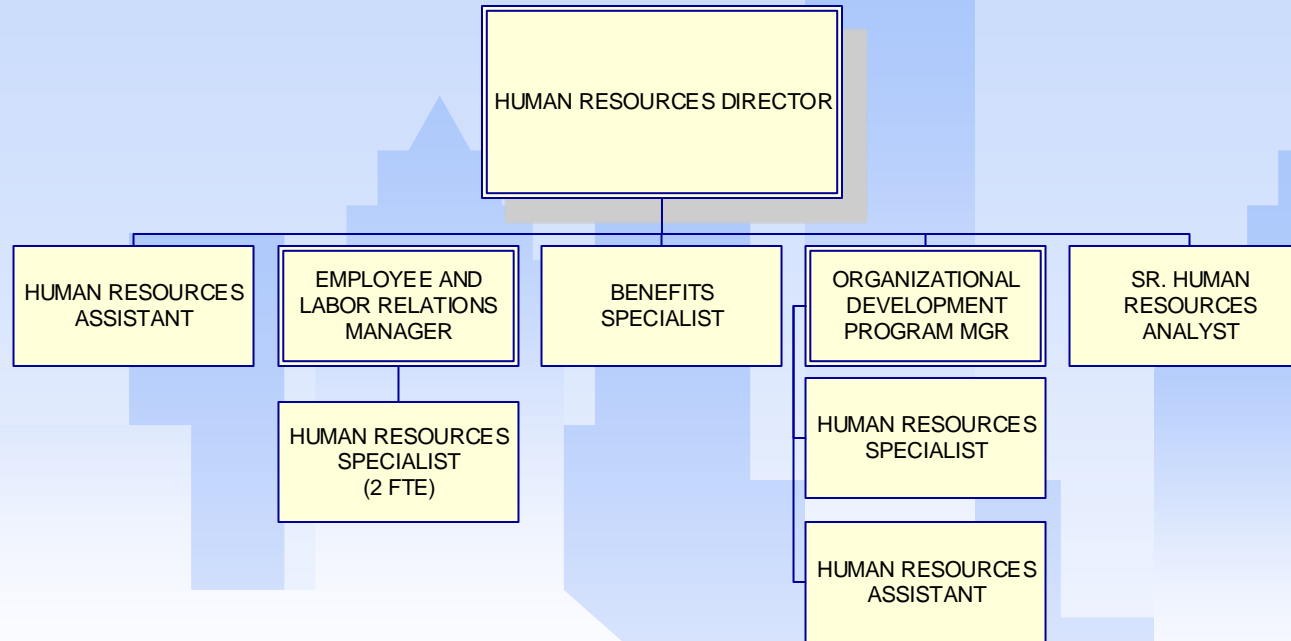 HUMAN RESOURCES DIRECTOR
HUMAN RESOURCES
ASSISTANT
EMPLOYEE AND
LABOR RELATIONS
MANAGER
BENEFITS
SPECIALIST
ORGANIZATIONAL
DEVELOPMENT
PROGRAM MGR
SR. HUMAN
RESOURCES
ANALYST
HUMAN RESOURCES
SPECIALIST
(2 FTE)
HUMAN RESOURCES
SPECIALIST
HUMAN RESOURCES
ASSISTANT